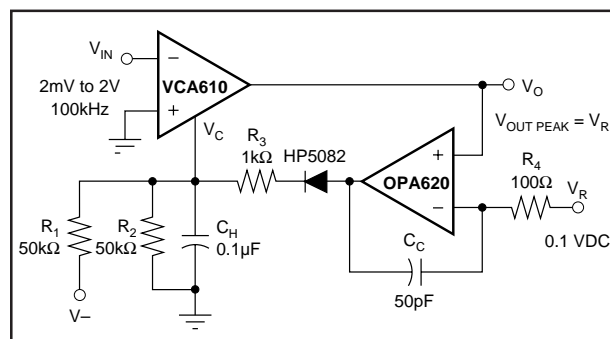 V_IN
−
VCA610
+
2mV to 2V
100kHz
V_C
V_O
V_OUT PEAK = V_R
R_3
1kΩ
HP5082
+
OPA620
−
R_4
100Ω
V_R
0.1 VDC
R_1
50kΩ
R_2
50kΩ
C_H
0.1µF
C_C
50pF
V–